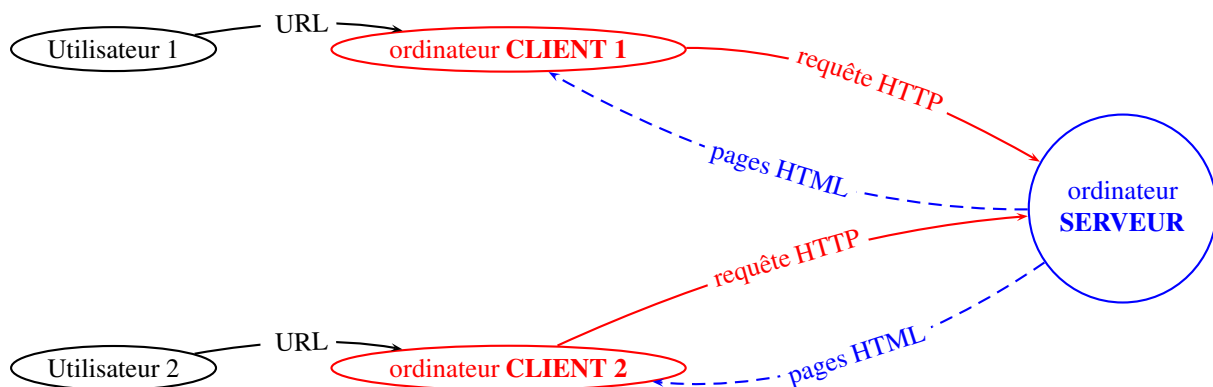 Utilisateur 1
URL
ordinateur CLIENT 1
requête HTTP
pages HTML
ordinateur
SERVEUR
requête HTTP
Utilisateur 2
URL
ordinateur CLIENT 2
pages HTML